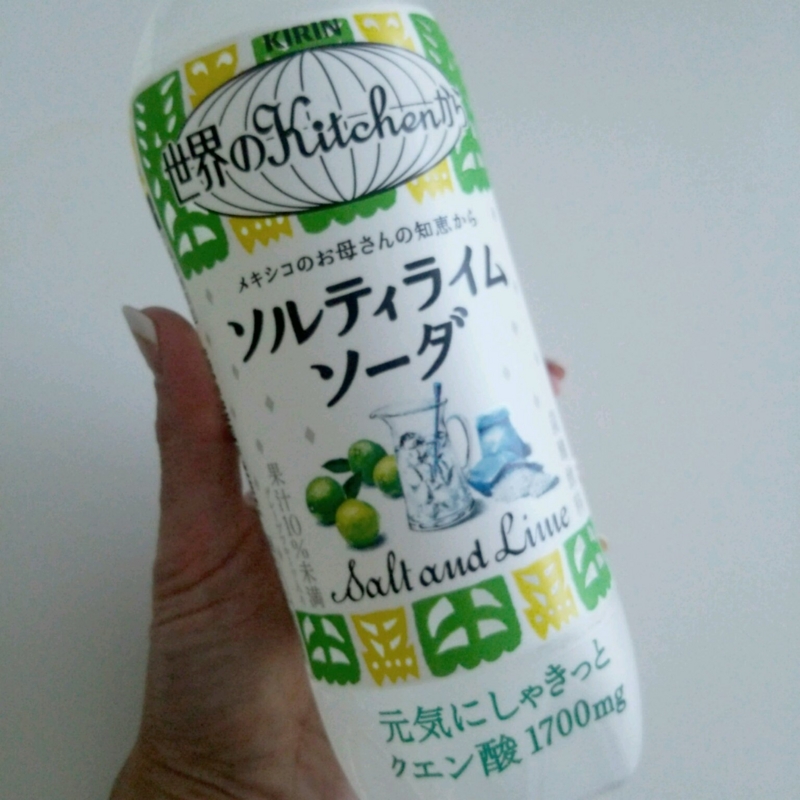 KIRIN
世界のKitchenから
メキシコのお母さんの知恵から
ソルティライム
ソーダ
果汁10%未満
Salt and Lime
元気にしゃきっと
クエン酸 1700mg